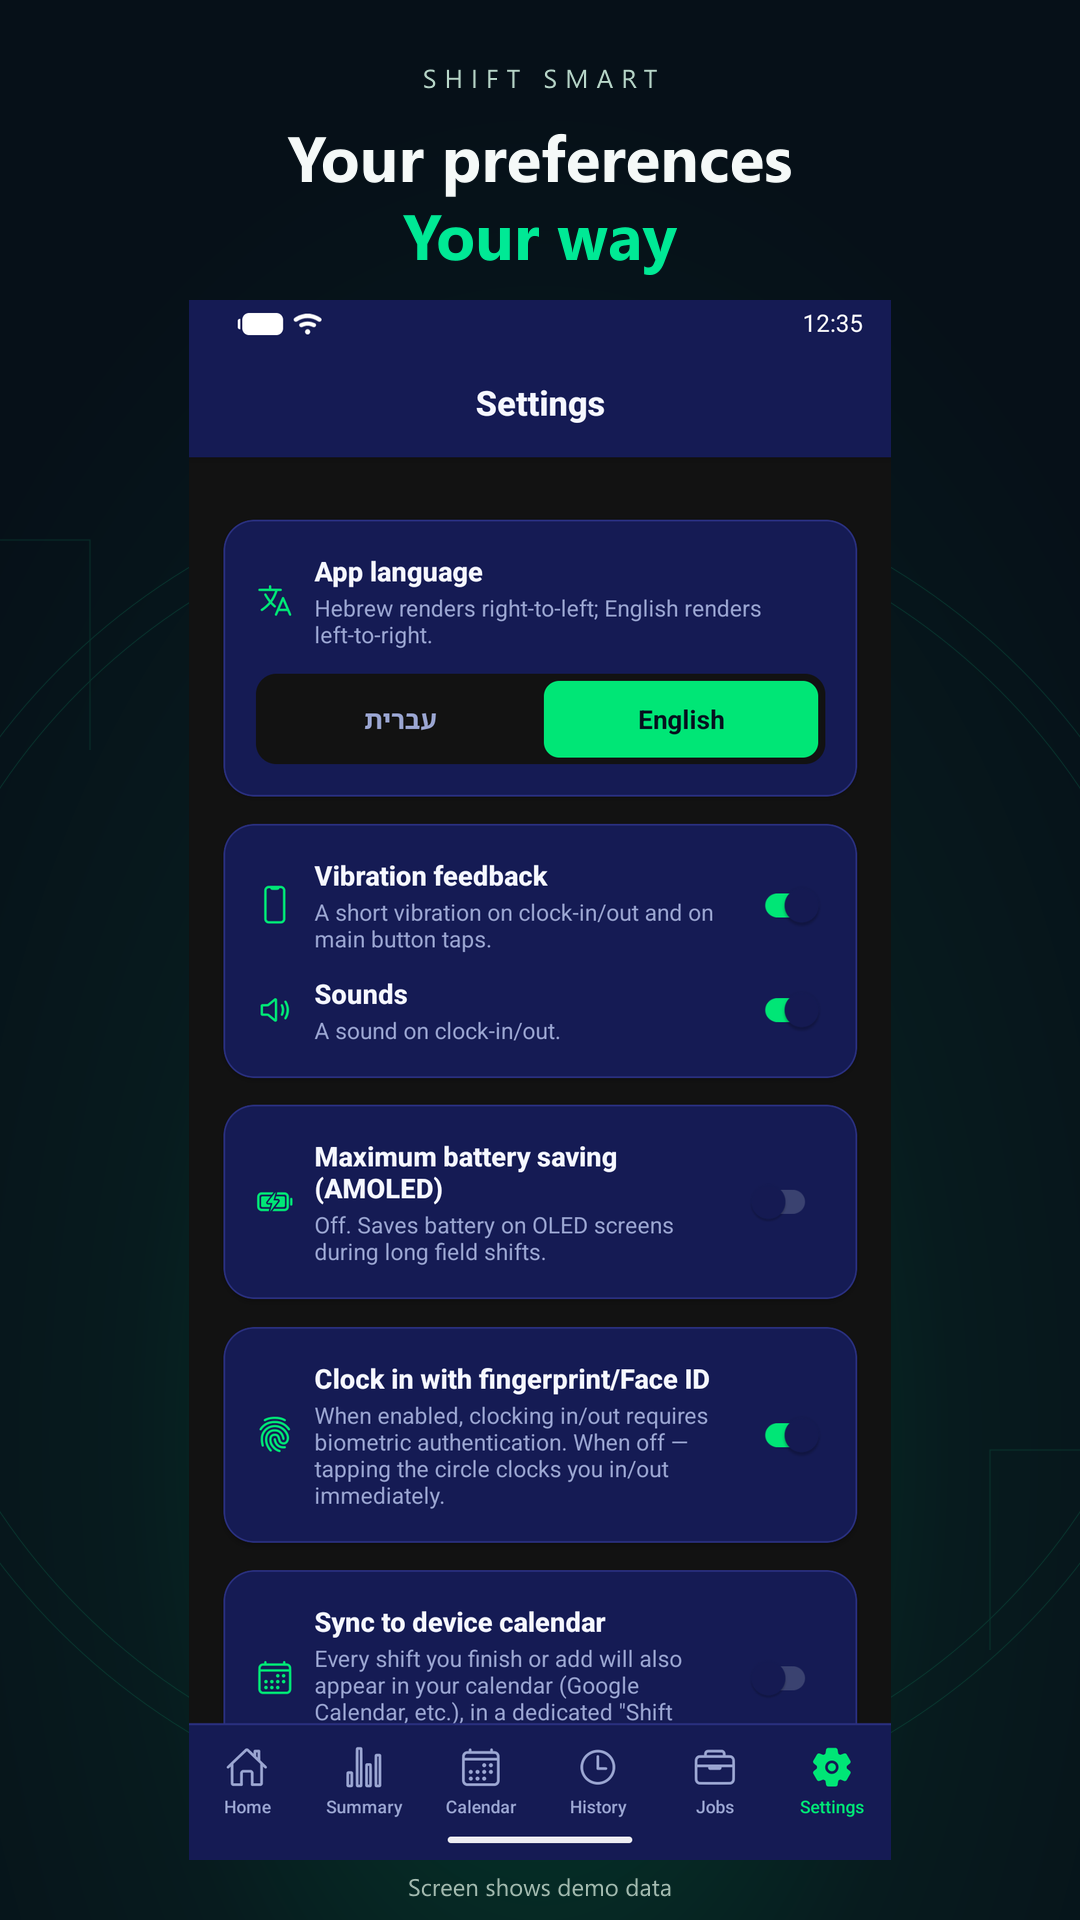 SHIFT SMART
Your preferences
Your way
12:35
Settings
App language
Hebrew renders right-to-left; English renders
left-to-right.
עברית
English
Vibration feedback
A short vibration on clock-in/out and on
main button taps.
Sounds
A sound on clock-in/out.
Maximum battery saving
(AMOLED)
Off. Saves battery on OLED screens
during long field shifts.
Clock in with fingerprint/Face ID
When enabled, clocking in/out requires
biometric authentication. When off —
tapping the circle clocks you in/out
immediately.
Sync to device calendar
Every shift you finish or add will also
appear in your calendar (Google
Calendar, etc.), in a dedicated "Shift
Home
Summary
Calendar
History
Jobs
Settings
Screen shows demo data